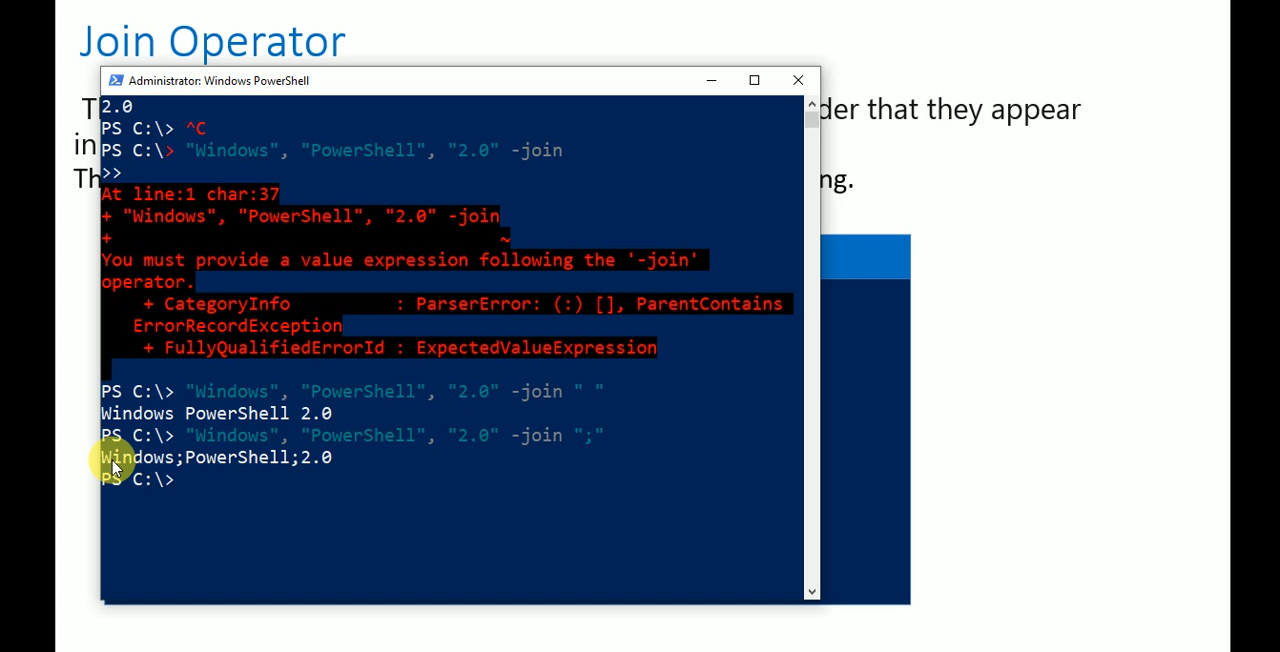 Join Operator
Administrator: Windows PowerShell
2.0
der that they appear
PS C:\> ^C
in
PS C:\> "Windows", "PowerShell", "2.0" -join
>>
Th
ng.
At line:1 char:37
+ "Windows", "PowerShell", "2.0" -join
+                                      ~
You must provide a value expression following the '-join'
operator.
    + CategoryInfo          : ParserError: (:) [], ParentContains
   ErrorRecordException
    + FullyQualifiedErrorId : ExpectedValueExpression
PS C:\> "Windows", "PowerShell", "2.0" -join " "
Windows PowerShell 2.0
PS C:\> "Windows", "PowerShell", "2.0" -join ";"
Windows;PowerShell;2.0
PS C:\>